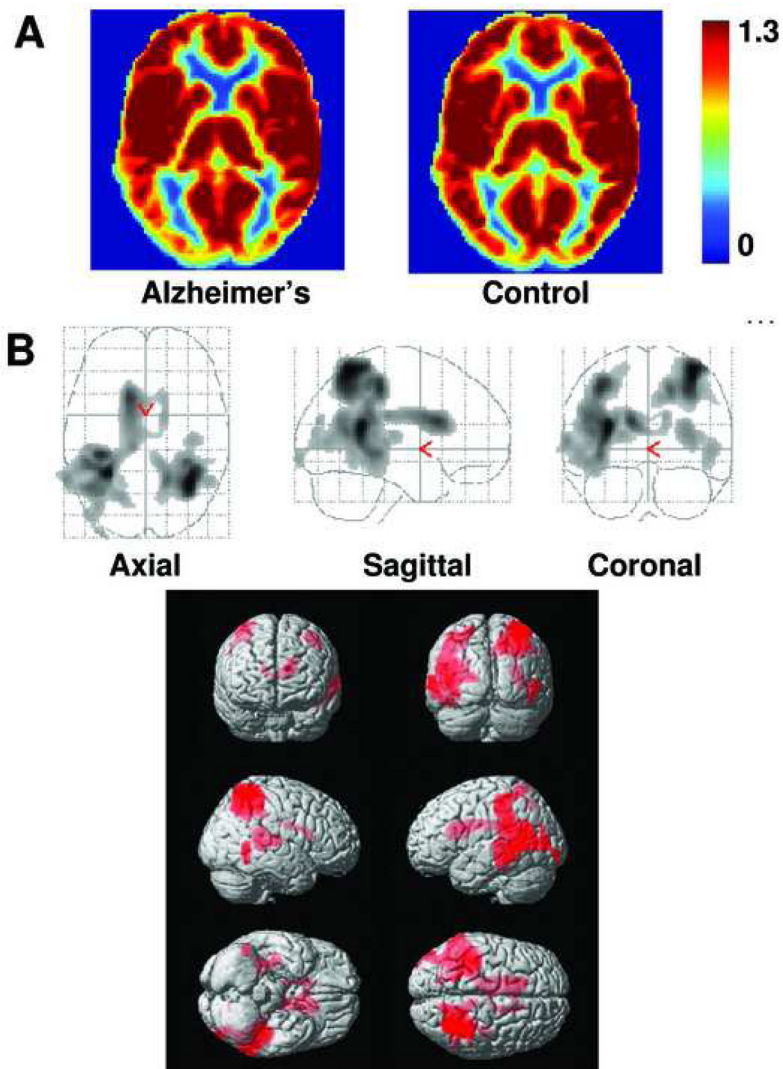 A
1.3
0
Alzheimer's
Control
...
B
Axial
Sagittal
Coronal